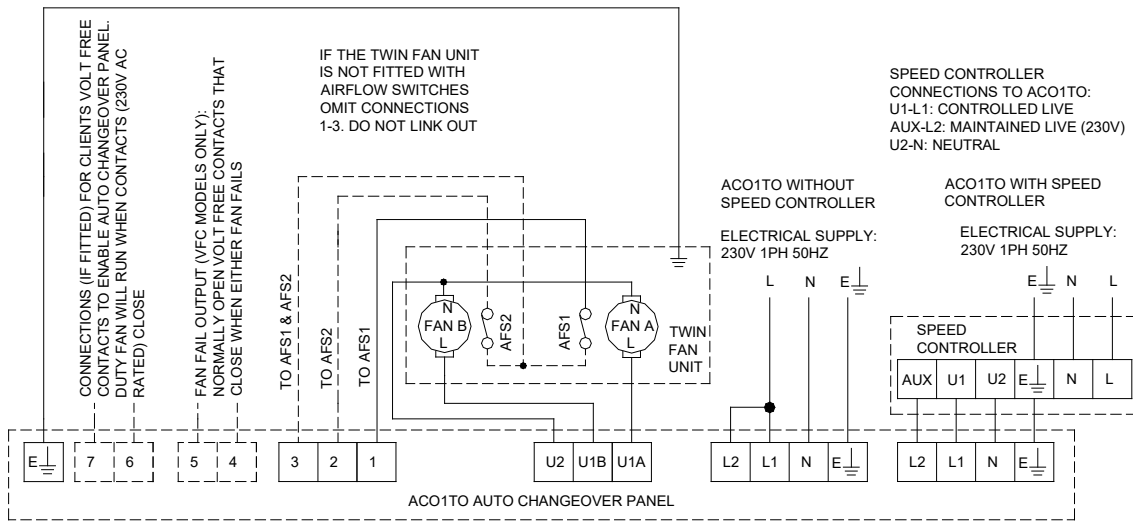 CONNECTIONS (IF FITTED) FOR CLIENTS VOLT FREE
CONTACTS TO ENABLE AUTO CHANGEOVER PANEL.
DUTY FAN WILL RUN WHEN CONTACTS (230V AC
RATED) CLOSE
FAN FAIL OUTPUT (VFC MODELS ONLY):
NORMALLY OPEN VOLT FREE CONTACTS THAT
CLOSE WHEN EITHER FAN FAILS
IF THE TWIN FAN UNIT
IS NOT FITTED WITH
AIRFLOW SWITCHES
OMIT CONNECTIONS
1-3. DO NOT LINK OUT
TO AFS1 & AFS2
TO AFS2
TO AFS1
N
FAN B
L
AFS2
AFS1
N
FAN A
L
TWIN
FAN
UNIT
ACO1TO WITHOUT
SPEED CONTROLLER
ELECTRICAL SUPPLY:
230V 1PH 50HZ
L N E
SPEED CONTROLLER
CONNECTIONS TO ACO1TO:
U1-L1: CONTROLLED LIVE
AUX-L2: MAINTAINED LIVE (230V)
U2-N: NEUTRAL
ACO1TO WITH SPEED
CONTROLLER
ELECTRICAL SUPPLY:
230V 1PH 50HZ
E N L
SPEED
CONTROLLER
AUX U1 U2 E N L
E 7 6 5 4 3 2 1 U2 U1B U1A L2 L1 N E L2 L1 N E
ACO1TO AUTO CHANGEOVER PANEL